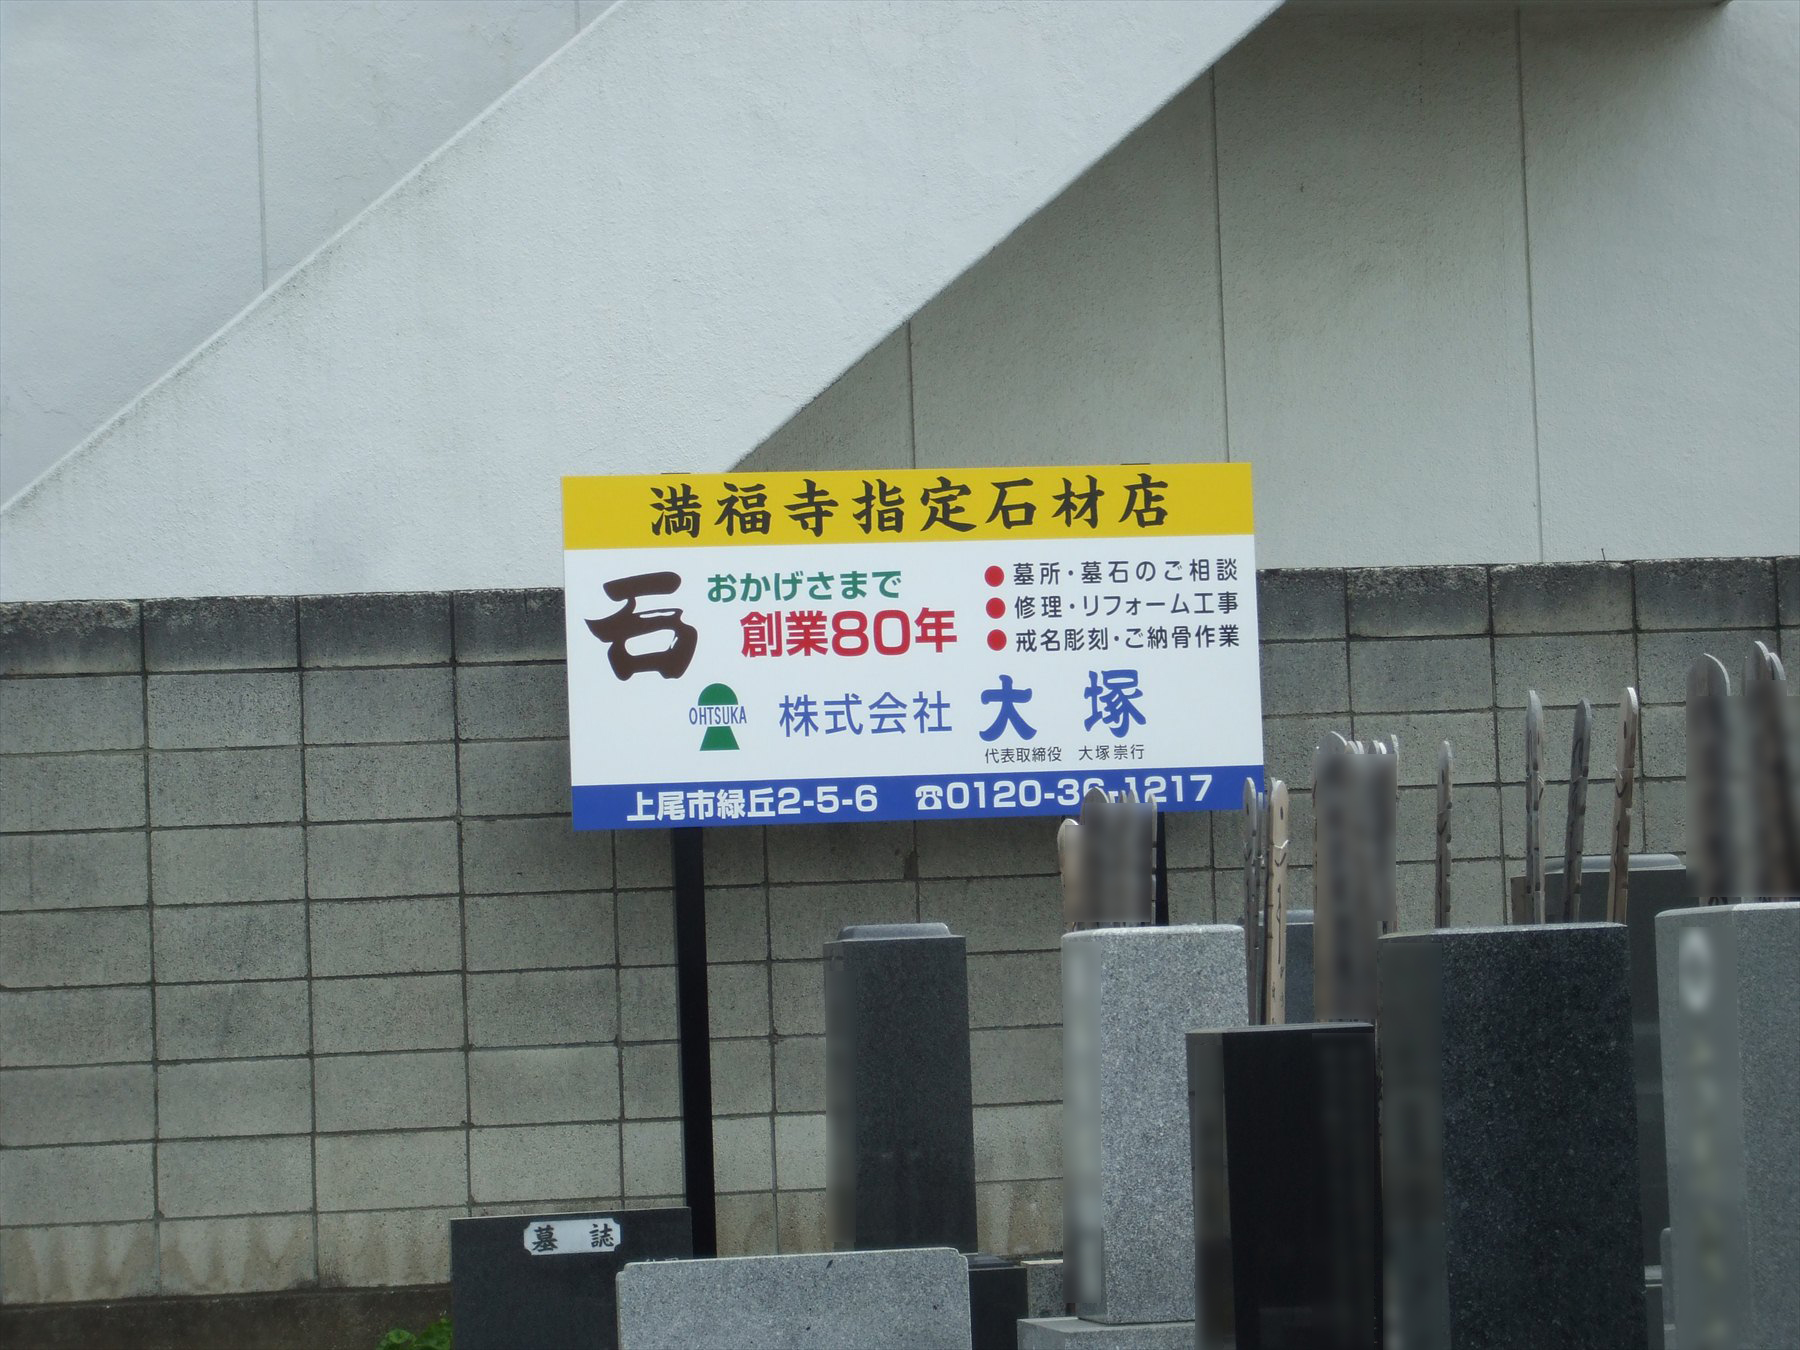 満福寺指定石材店
石
おかげさまで
創業80年
●墓所・墓石のご相談
●修理・リフォーム工事
●戒名彫刻・ご納骨作業
OHTSUKA
株式会社 大塚
代表取締役 大塚崇行
上尾市緑丘2-5-6 ☎0120-36-1217
墓誌